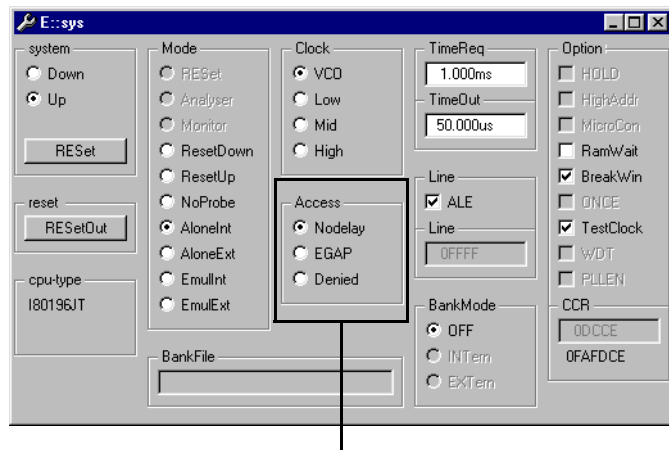 E::sys
system
Down
Up
RESet
reset
RESetOut
cpu-type
I80196JT
Mode
RESet
Analyser
Monitor
ResetDown
ResetUp
NoProbe
AloneInt
AloneExt
EmulInt
EmulExt
BankFile
Clock
VCO
Low
Mid
High
Access
Nodelay
EGAP
Denied
TimeReq
1.000ms
TimeOut
50.000us
Line
ALE
Line
0FFFF
BankMode
OFF
INTern
EXTern
Option
HOLD
HighAddr
MicroCon
RamWait
BreakWin
ONCE
TestClock
WDT
PLLEN
CCR
0DCCE
0FAFDCE